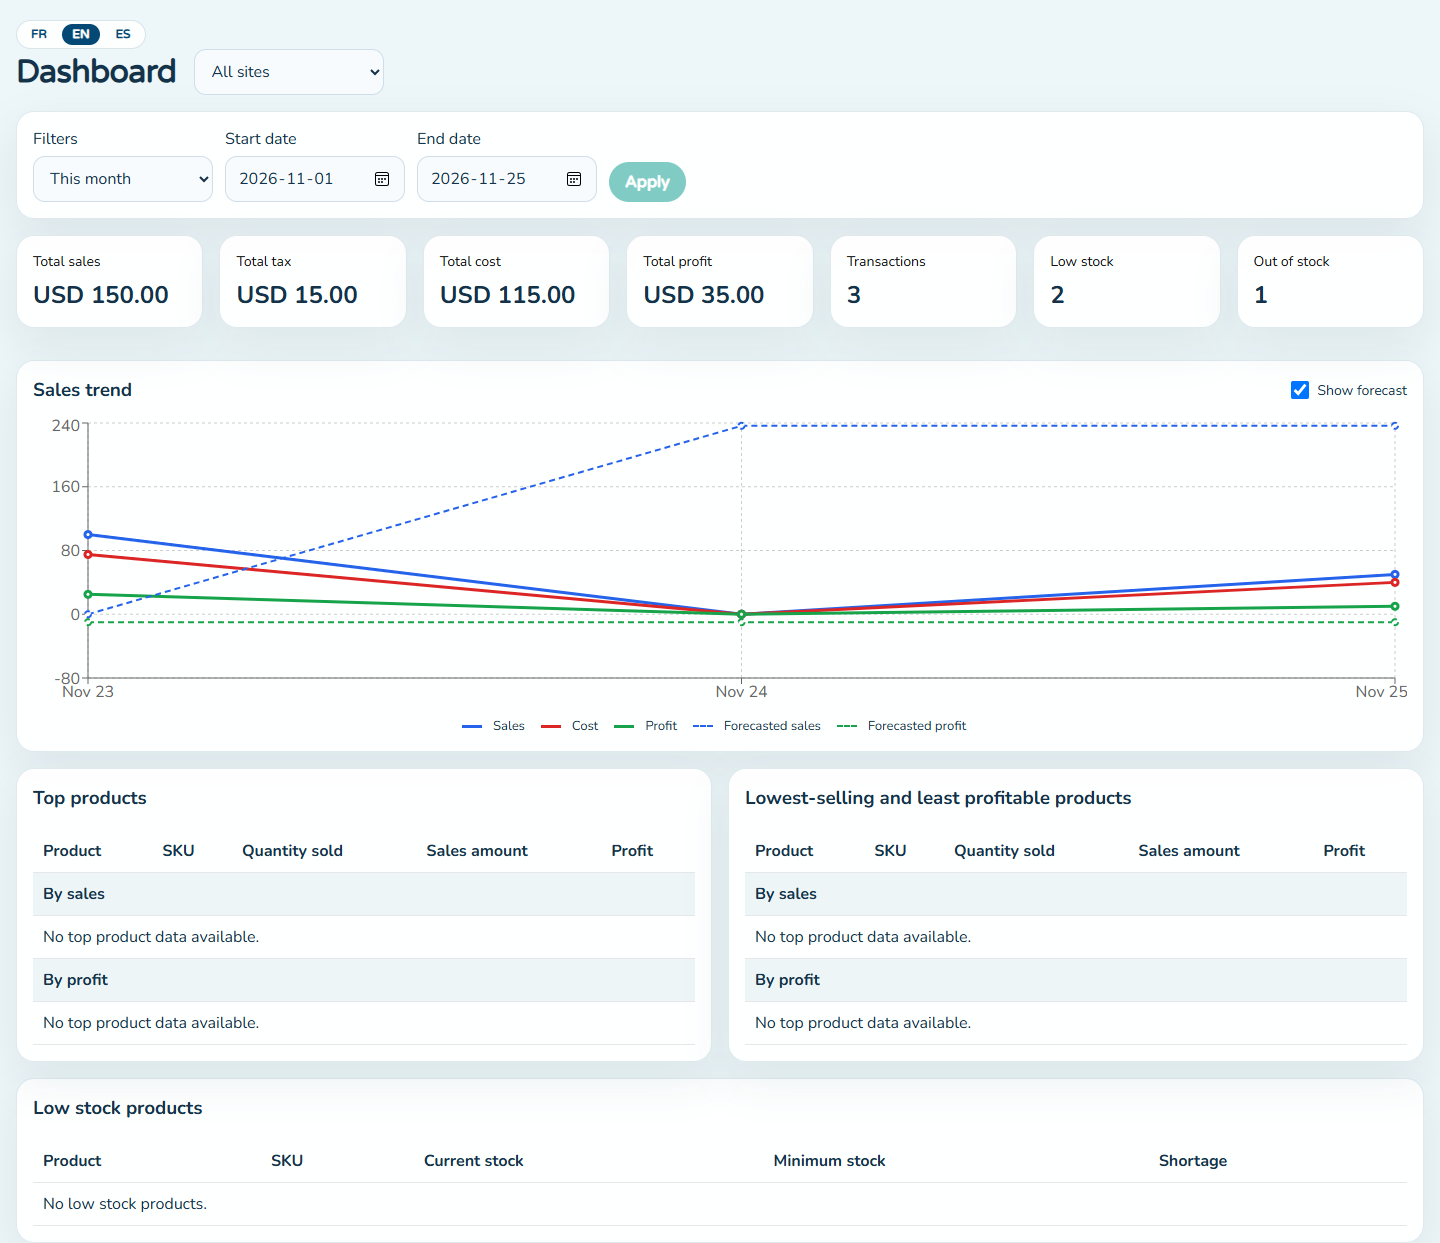 FR EN ES
Dashboard All sites
Filters Start date End date
This month 2026-11-01 2026-11-25 Apply
Total sales Total tax Total cost Total profit Transactions Low stock Out of stock
USD 150.00 USD 15.00 USD 115.00 USD 35.00 3 2 1
Sales trend Show forecast
240
160
80
0
-80
Nov 23 Nov 24 Nov 25
Sales Cost Profit Forecasted sales Forecasted profit
Top products
Product SKU Quantity sold Sales amount Profit
By sales
No top product data available.
By profit
No top product data available.
Lowest-selling and least profitable products
Product SKU Quantity sold Sales amount Profit
By sales
No top product data available.
By profit
No top product data available.
Low stock products
Product SKU Current stock Minimum stock Shortage
No low stock products.